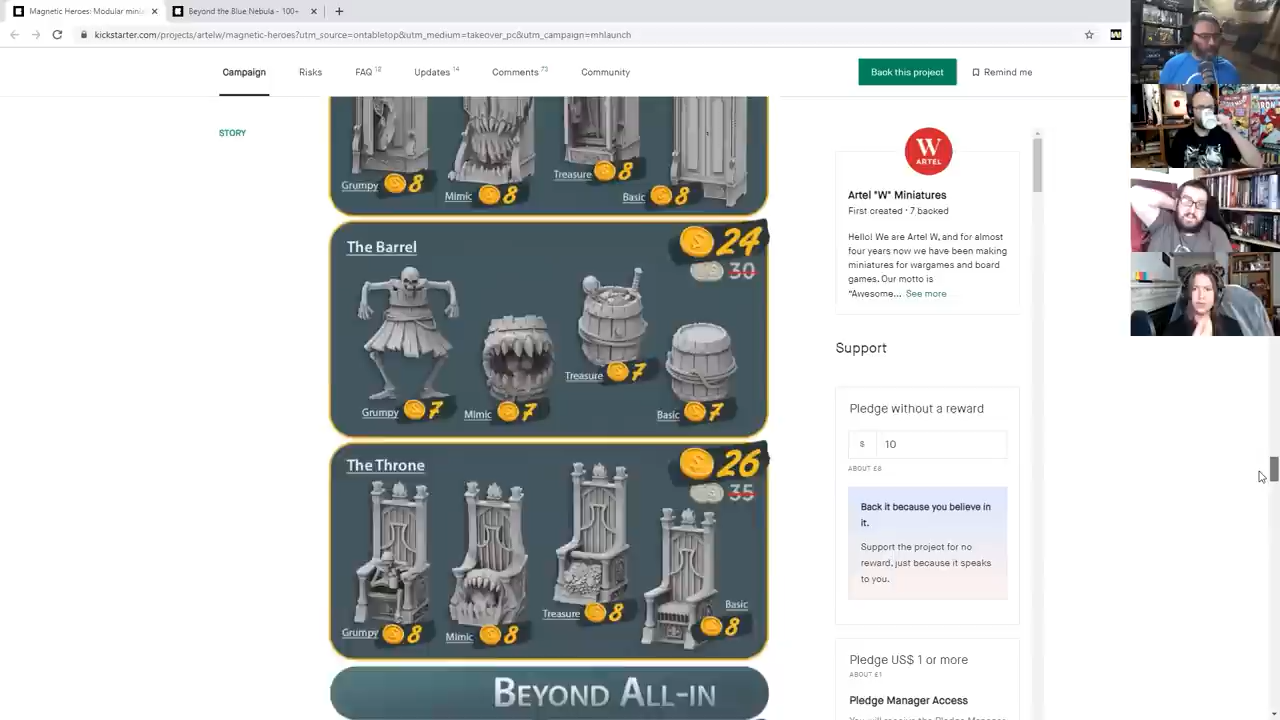 Magnetic Heroes: Modular mini
Beyond the Blue Nebula - 100+
kickstarter.com/projects/artelw/magnetic-heroes?utm_source=ontabletop&utm_medium=takeover_pc&utm_campaign=mhlaunch
Campaign
Risks
FAQ 12
Updates 14
Comments 73
Community
Back this project
Remind me
STORY
Grumpy 8
Mimic 8
Treasure 8
Basic 8
The Barrel
24
30
Grumpy 7
Mimic 7
Treasure 7
Basic 7
The Throne
26
35
Grumpy 8
Mimic 8
Treasure 8
Basic
8
BEYOND ALL-IN
W
ARTEL
Artel "W" Miniatures
First created · 7 backed
Hello! We are Artel W, and for almost
four years now we have been making
miniatures for wargames and board
games. Our motto is
“Awesome... See more
Support
Pledge without a reward
$ 10
ABOUT £8
Back it because you believe in
it.
Support the project for no
reward, just because it speaks
to you.
Pledge US$ 1 or more
ABOUT £1
Pledge Manager Access
You will receive the Pledge Manager